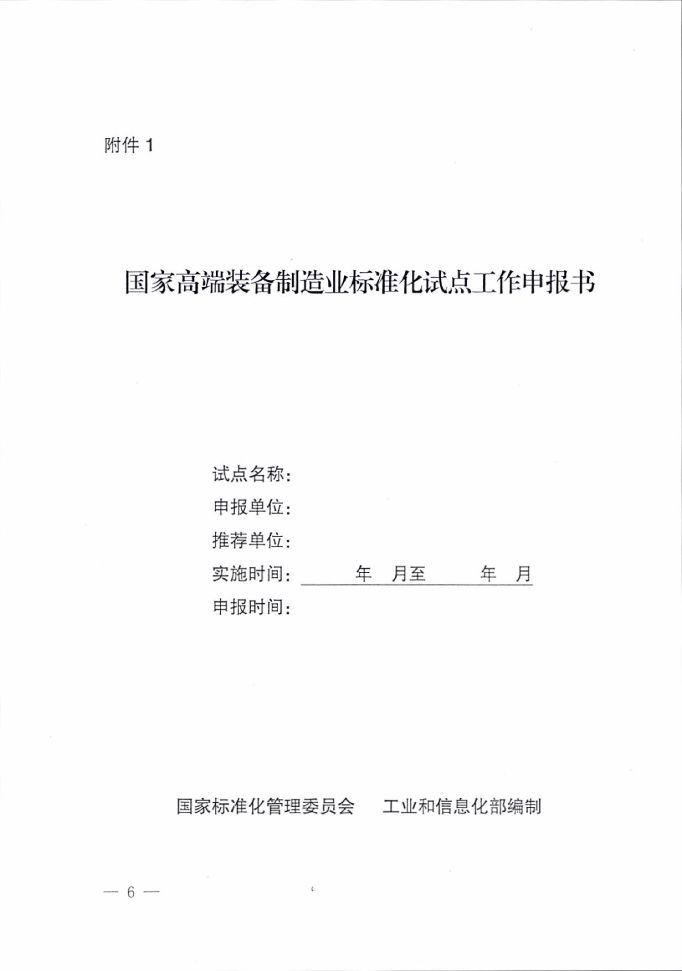 附件 1
国家高端装备制造业标准化试点工作申报书
试点名称：
申报单位：
推荐单位：
实施时间：　　　年　月至　　　年　月
申报时间：
国家标准化管理委员会　工业和信息化部编制
— 6 —